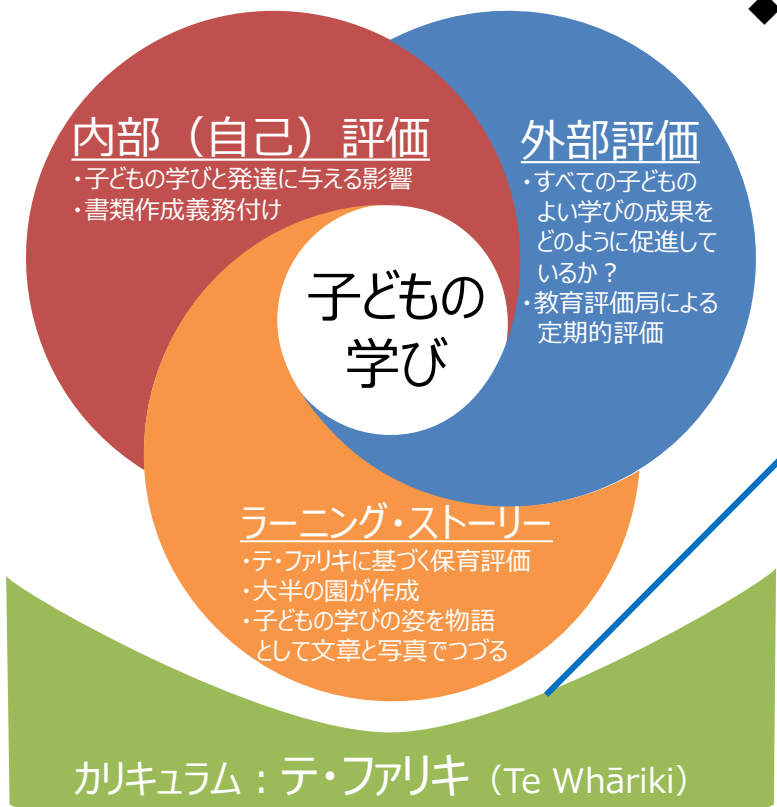 内部（自己）評価
・子どもの学びと発達に与える影響
・書類作成義務付け
外部評価
・すべての子どもの
よい学びの成果を
どのように促進して
いるか？
・教育評価局による
定期的評価
子どもの
学び
ラーニング・ストーリー
・テ・ファリキに基づく保育評価
・大半の園が作成
・子どもの学びの姿を物語
として文章と写真でつづる
カリキュラム：テ・ファリキ（Te Whāriki）